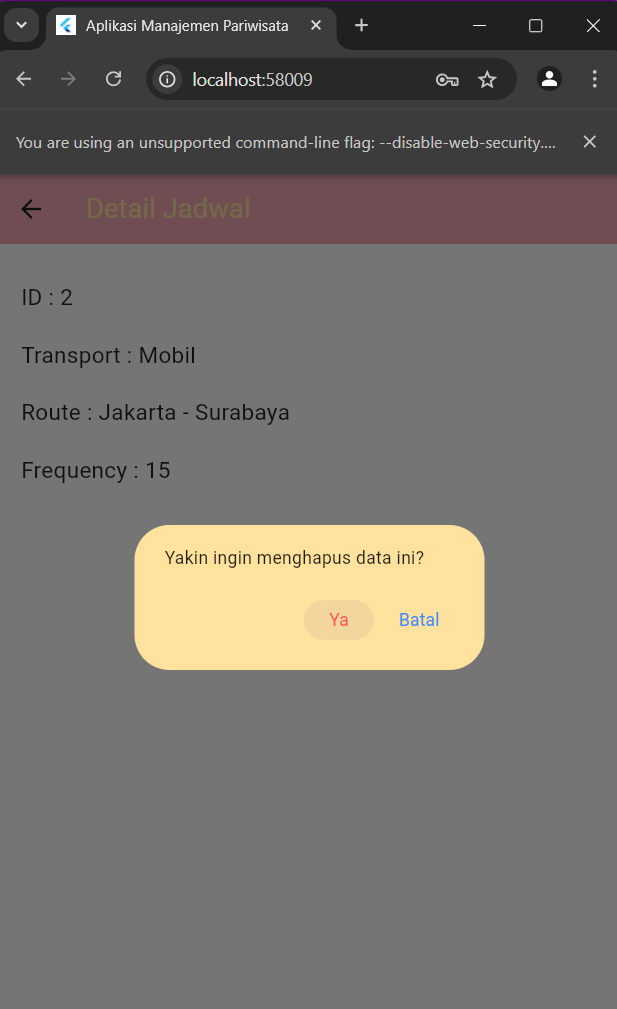 Aplikasi Manajemen Pariwisata
localhost:58009
You are using an unsupported command-line flag: --disable-web-security....
Detail Jadwal
ID : 2
Transport : Mobil
Route : Jakarta - Surabaya
Frequency : 15
Yakin ingin menghapus data ini?
Ya Batal